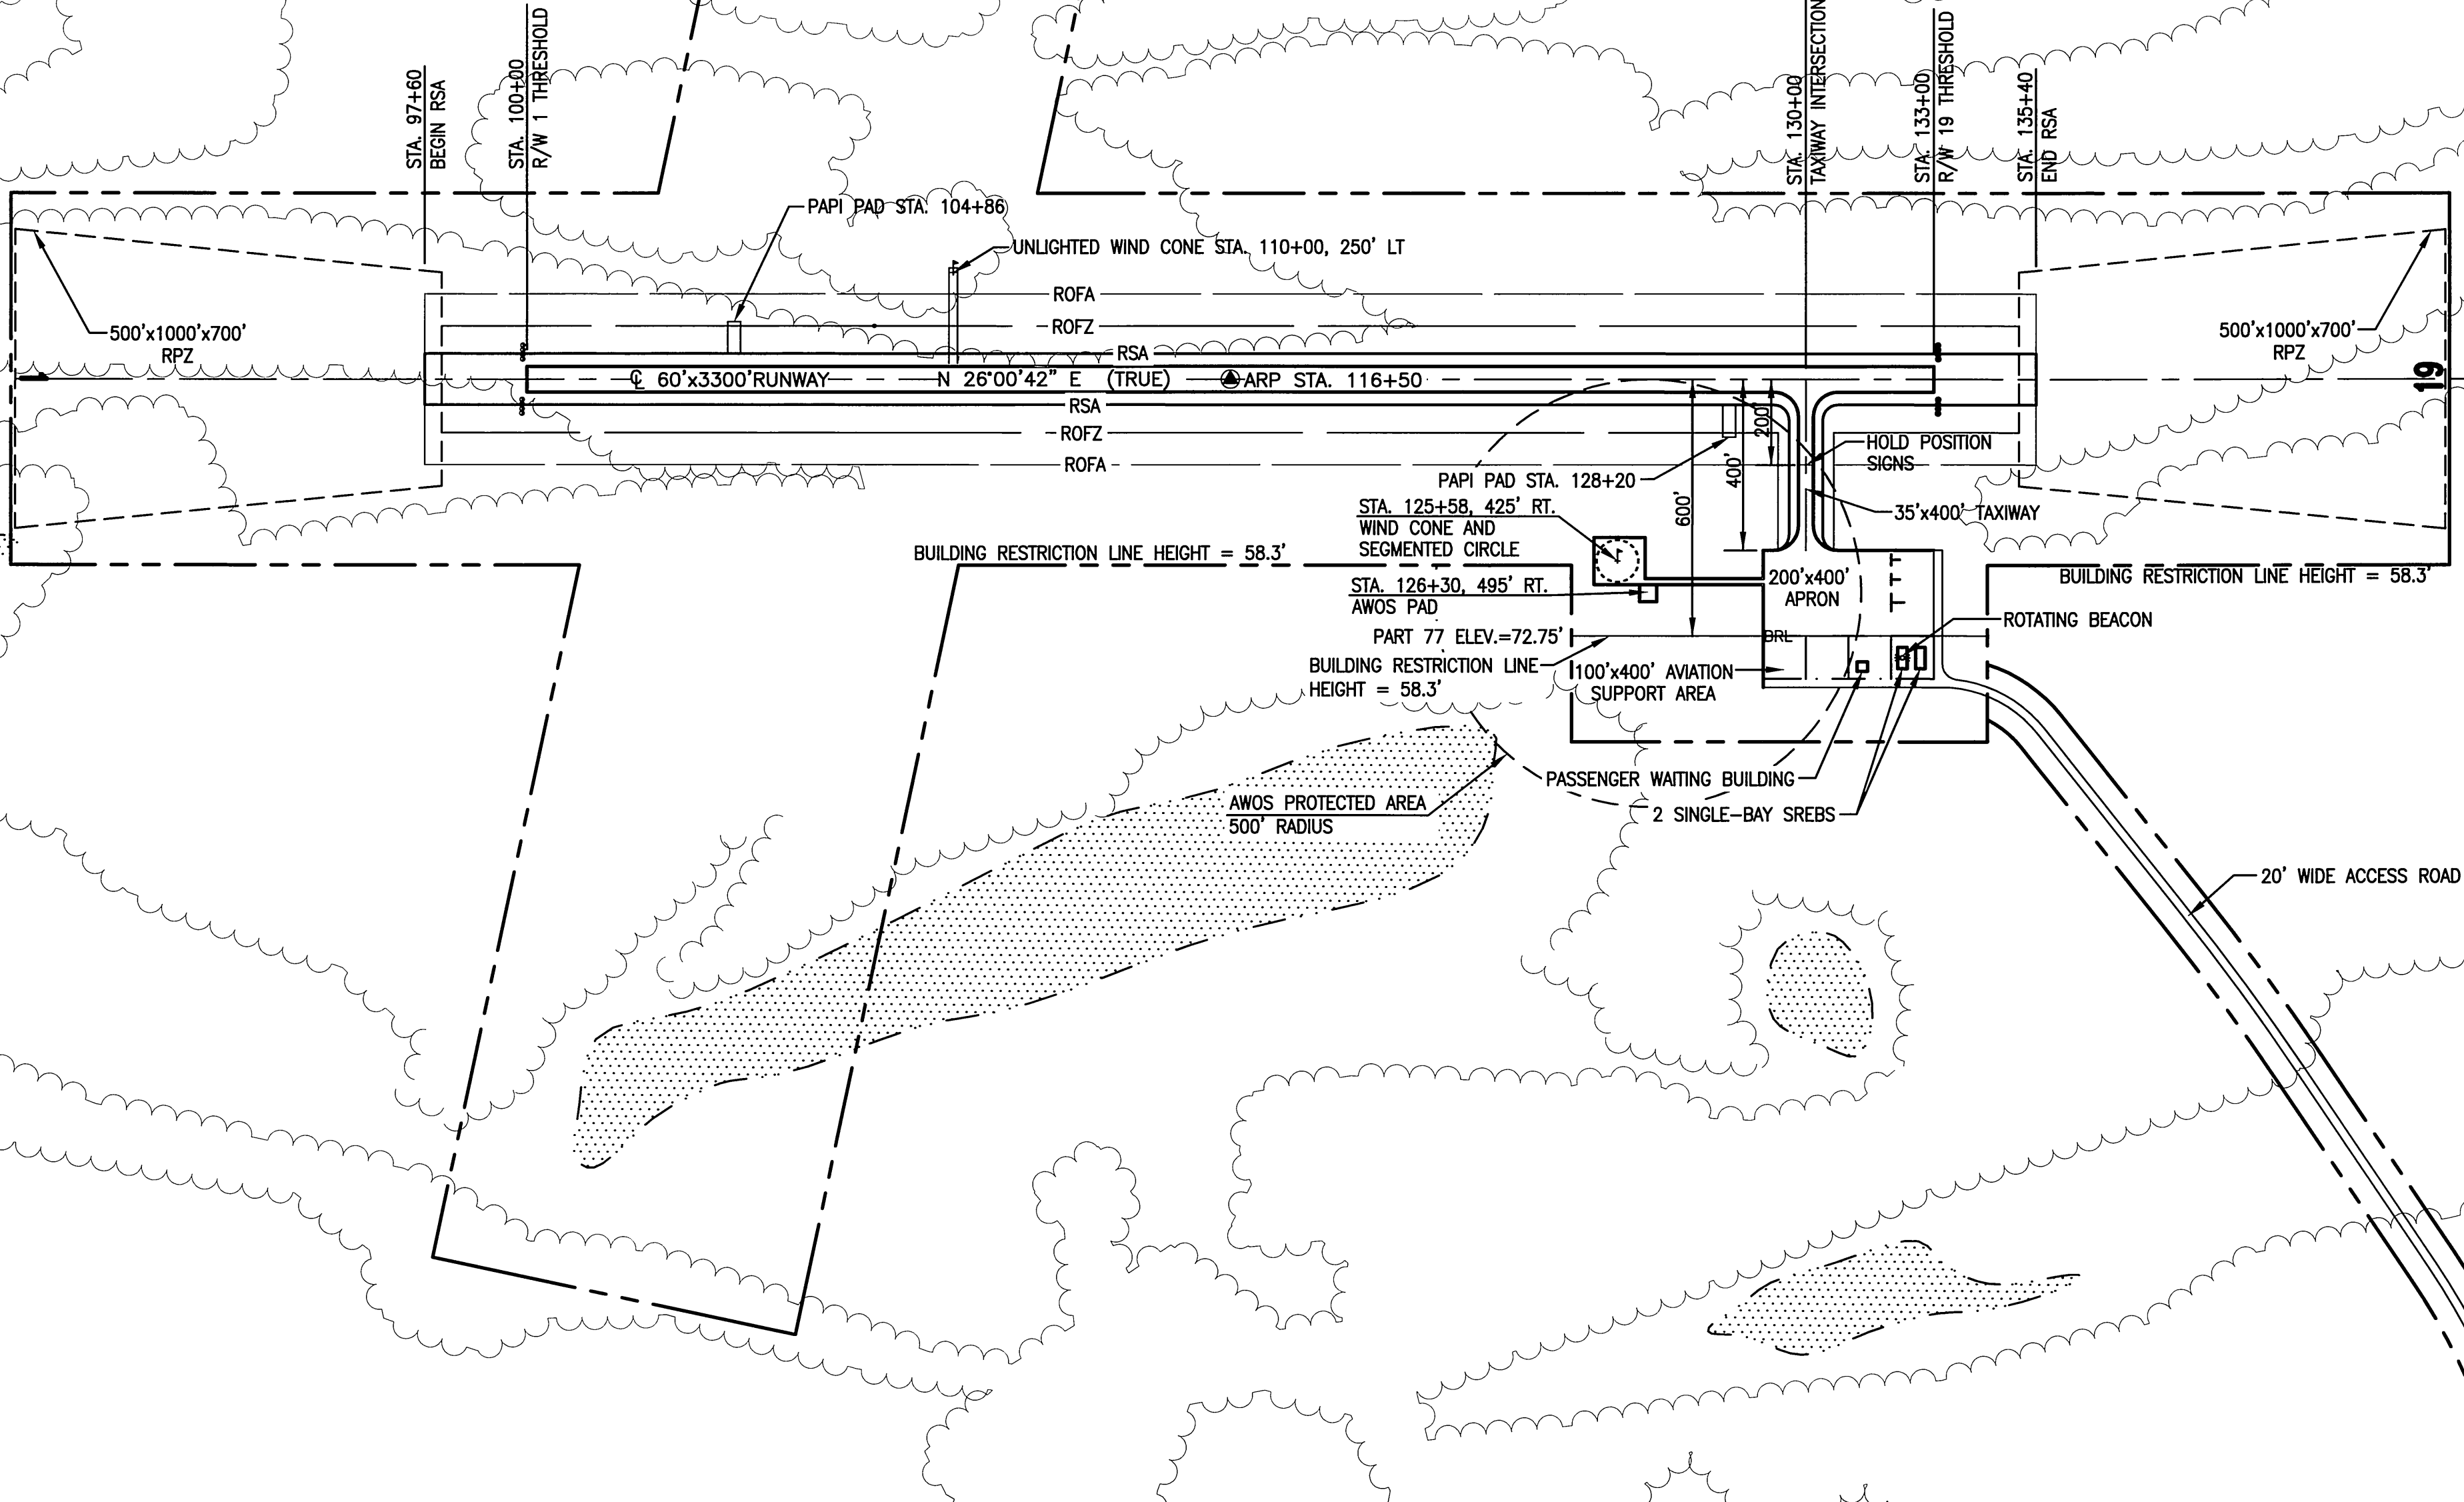 STA. 97+60
BEGIN RSA
STA. 100+00
R/W 1 THRESHOLD
STA. 130+00
TAXIWAY INTERSECTION
STA. 133+00
R/W 19 THRESHOLD
STA. 135+40
END RSA
PAPI PAD STA. 104+86
UNLIGHTED WIND CONE STA. 110+00, 250' LT
ROFA
ROFZ
RSA
500'x1000'x700'
RPZ
500'x1000'x700'
RPZ
1
℄ 60'x3300'RUNWAY
N 26°00'42" E (TRUE)
ARP STA. 116+50
19
RSA
ROFZ
ROFA
200'
400'
600'
HOLD POSITION
SIGNS
PAPI PAD STA. 128+20
35'x400' TAXIWAY
STA. 125+58, 425' RT.
WIND CONE AND
SEGMENTED CIRCLE
BUILDING RESTRICTION LINE HEIGHT = 58.3'
BUILDING RESTRICTION LINE HEIGHT = 58.3'
200'x400'
APRON
STA. 126+30, 495' RT.
AWOS PAD
ROTATING BEACON
PART 77 ELEV.=72.75'
BRL
BUILDING RESTRICTION LINE
HEIGHT = 58.3'
100'x400' AVIATION
SUPPORT AREA
PASSENGER WAITING BUILDING
AWOS PROTECTED AREA
500' RADIUS
2 SINGLE-BAY SREBS
20' WIDE ACCESS ROAD